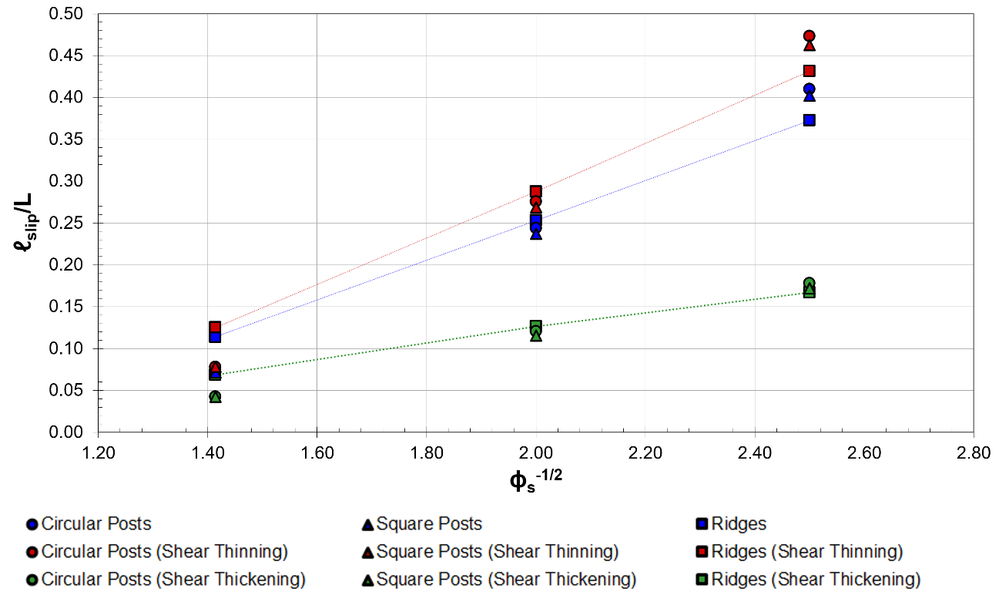 0.50
0.45
0.40
0.35
0.30
0.25
0.20
0.15
0.10
0.05
0.00
ℓslip/L
1.20 1.40 1.60 1.80 2.00 2.20 2.40 2.60 2.80
ϕs-1/2
Circular Posts Square Posts Ridges
Circular Posts (Shear Thinning) Square Posts (Shear Thinning) Ridges (Shear Thinning)
Circular Posts (Shear Thickening) Square Posts (Shear Thickening) Ridges (Shear Thickening)